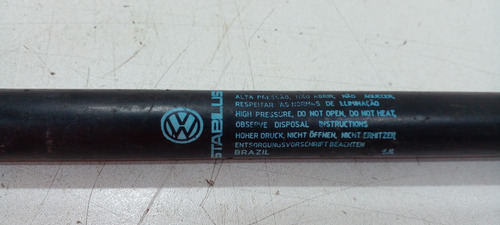 STABILUS
ALTA PRESSÃO, NÃO ABRIR, NÃO AQUECER,
RESPEITAR AS NORMAS DE ELIMINAÇÃO
HIGH PRESSURE, DO NOT OPEN, DO NOT HEAT,
OBSERVE DISPOSAL INSTRUCTIONS
HOHER DRUCK, NICHT ÖFFNEN, NICHT ERHITZEN
ENTSORGUNGSVORSCHRIFT BEACHTEN
BRAZIL